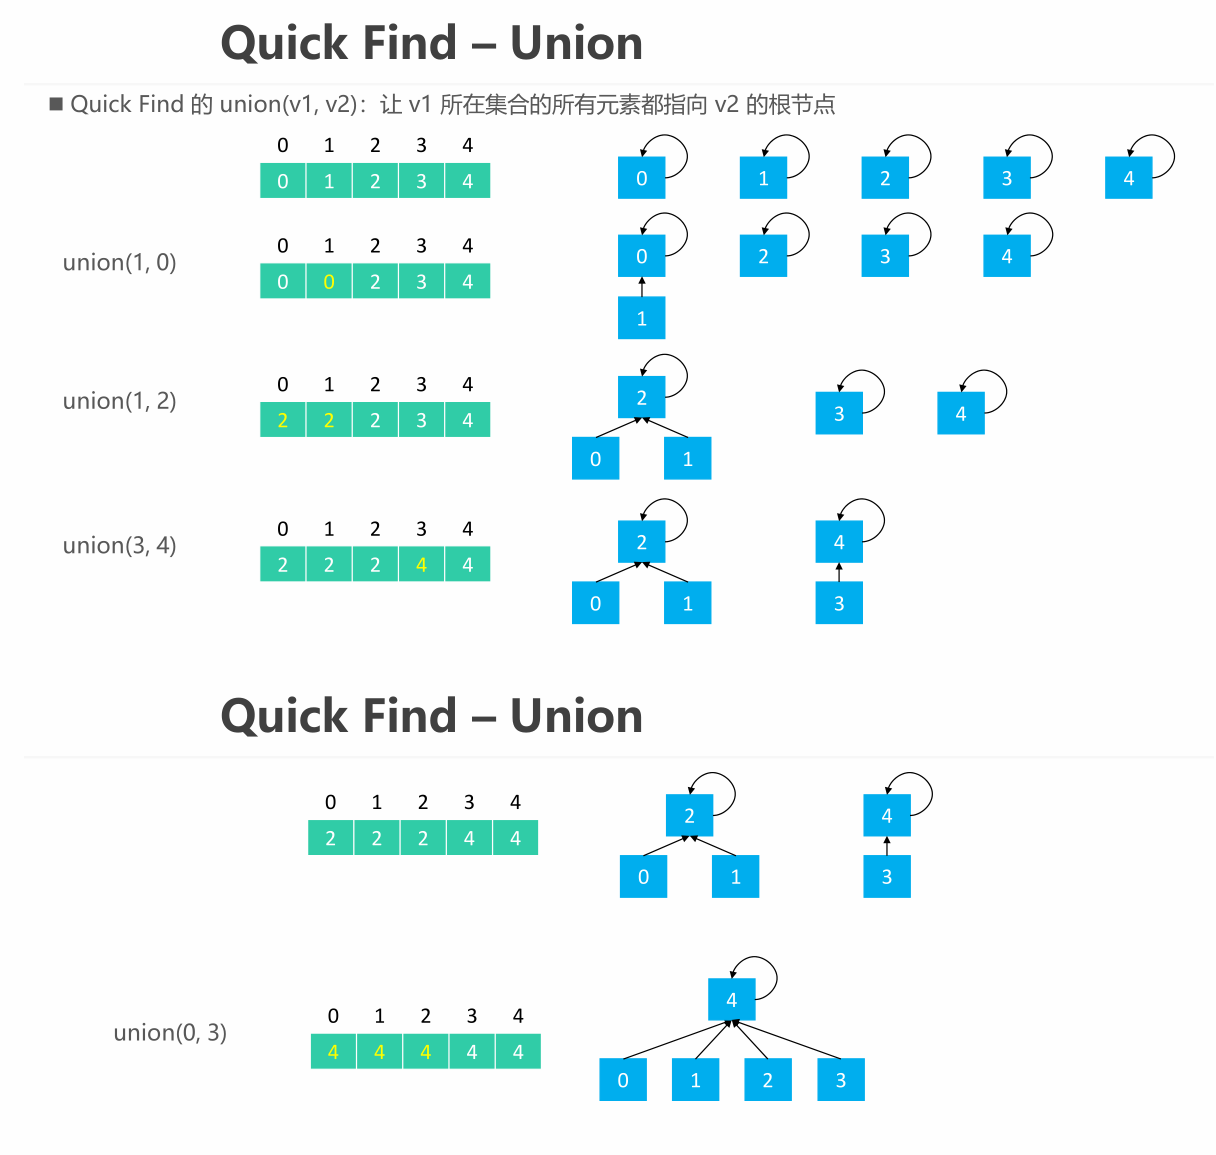 Quick Find – Union
■ Quick Find 的 union(v1, v2)：让 v1 所在集合的所有元素都指向 v2 的根节点
0 1 2 3 4
0 1 2 3 4
0 1 2 3 4
union(1, 0)
0 1 2 3 4
0 0 2 3 4
0 2 3 4
1
union(1, 2)
0 1 2 3 4
2 2 2 3 4
2 3 4
0 1
union(3, 4)
0 1 2 3 4
2 2 2 4 4
2 4
0 1 3
Quick Find – Union
0 1 2 3 4
2 2 2 4 4
2 4
0 1 3
union(0, 3)
0 1 2 3 4
4 4 4 4 4
4
0 1 2 3